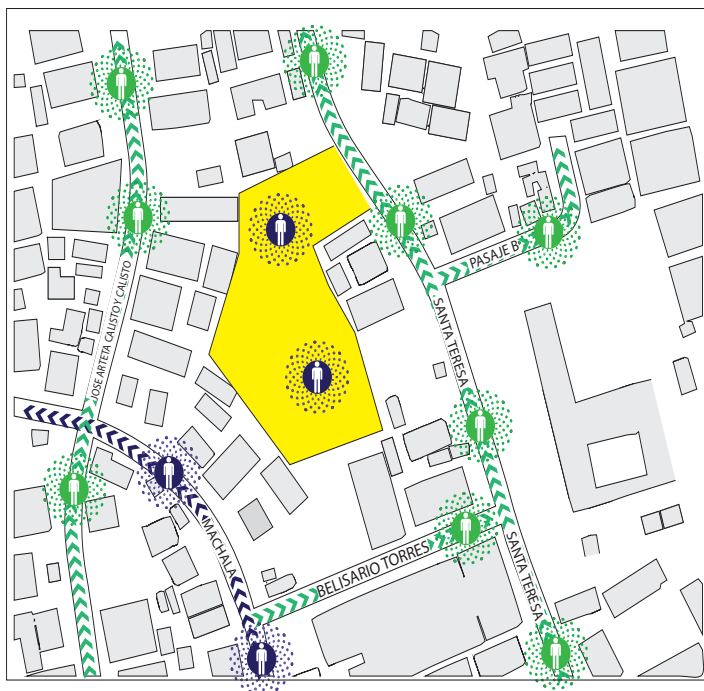 PASAJE B
JOSE ARTETA CALISTO Y CALISTO
SANTA TERESA
MACHALA
BELISARIO TORRES
SANTA TERESA